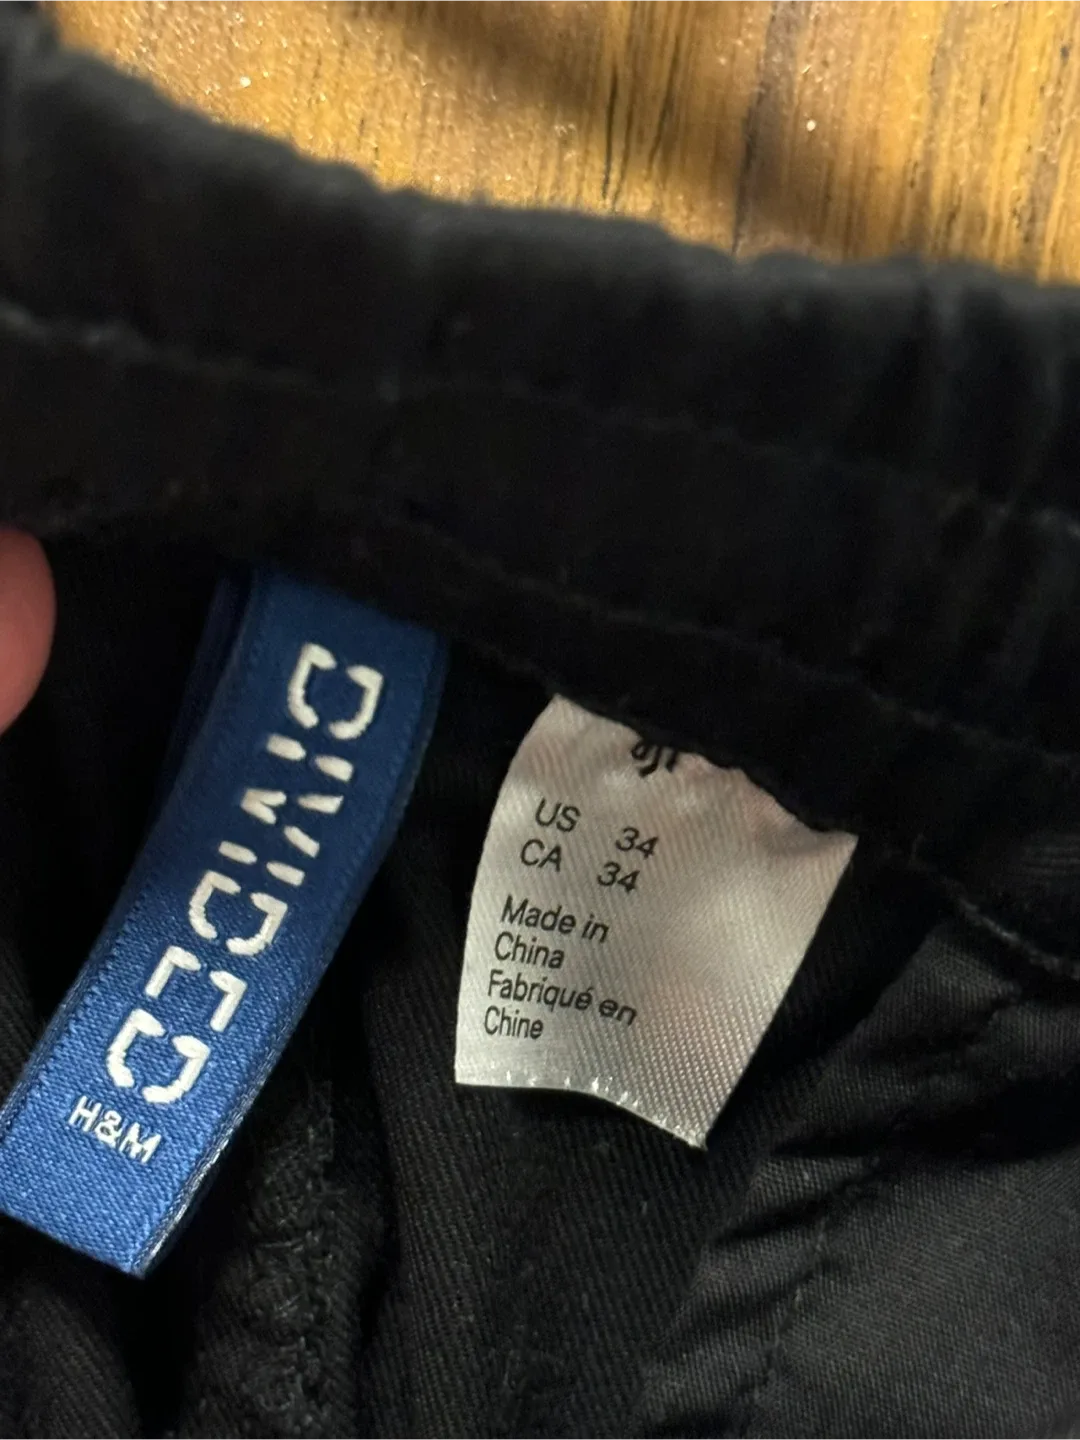 DIVIDED
H&M
US 34
CA 34
Made in
China
Fabriqué en
Chine